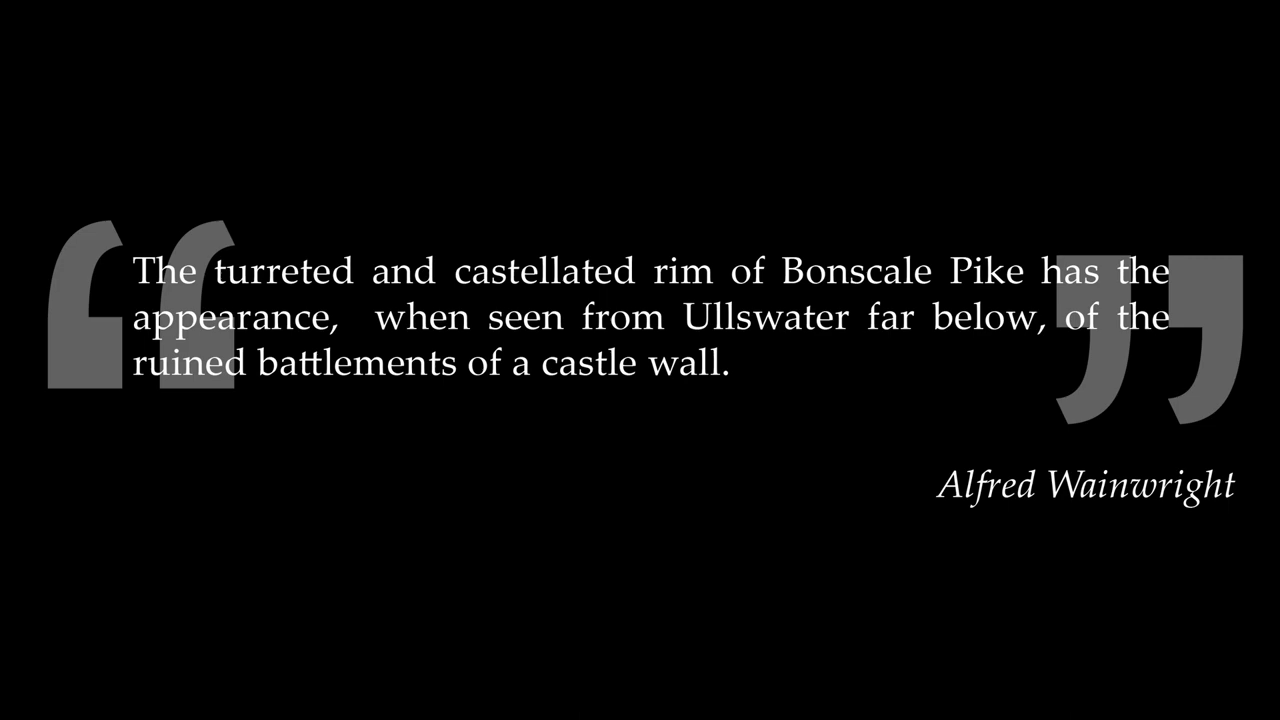 The turreted and castellated rim of Bonscale Pike has the
appearance,  when seen from Ullswater far below, of the
ruined battlements of a castle wall.
Alfred Wainwright